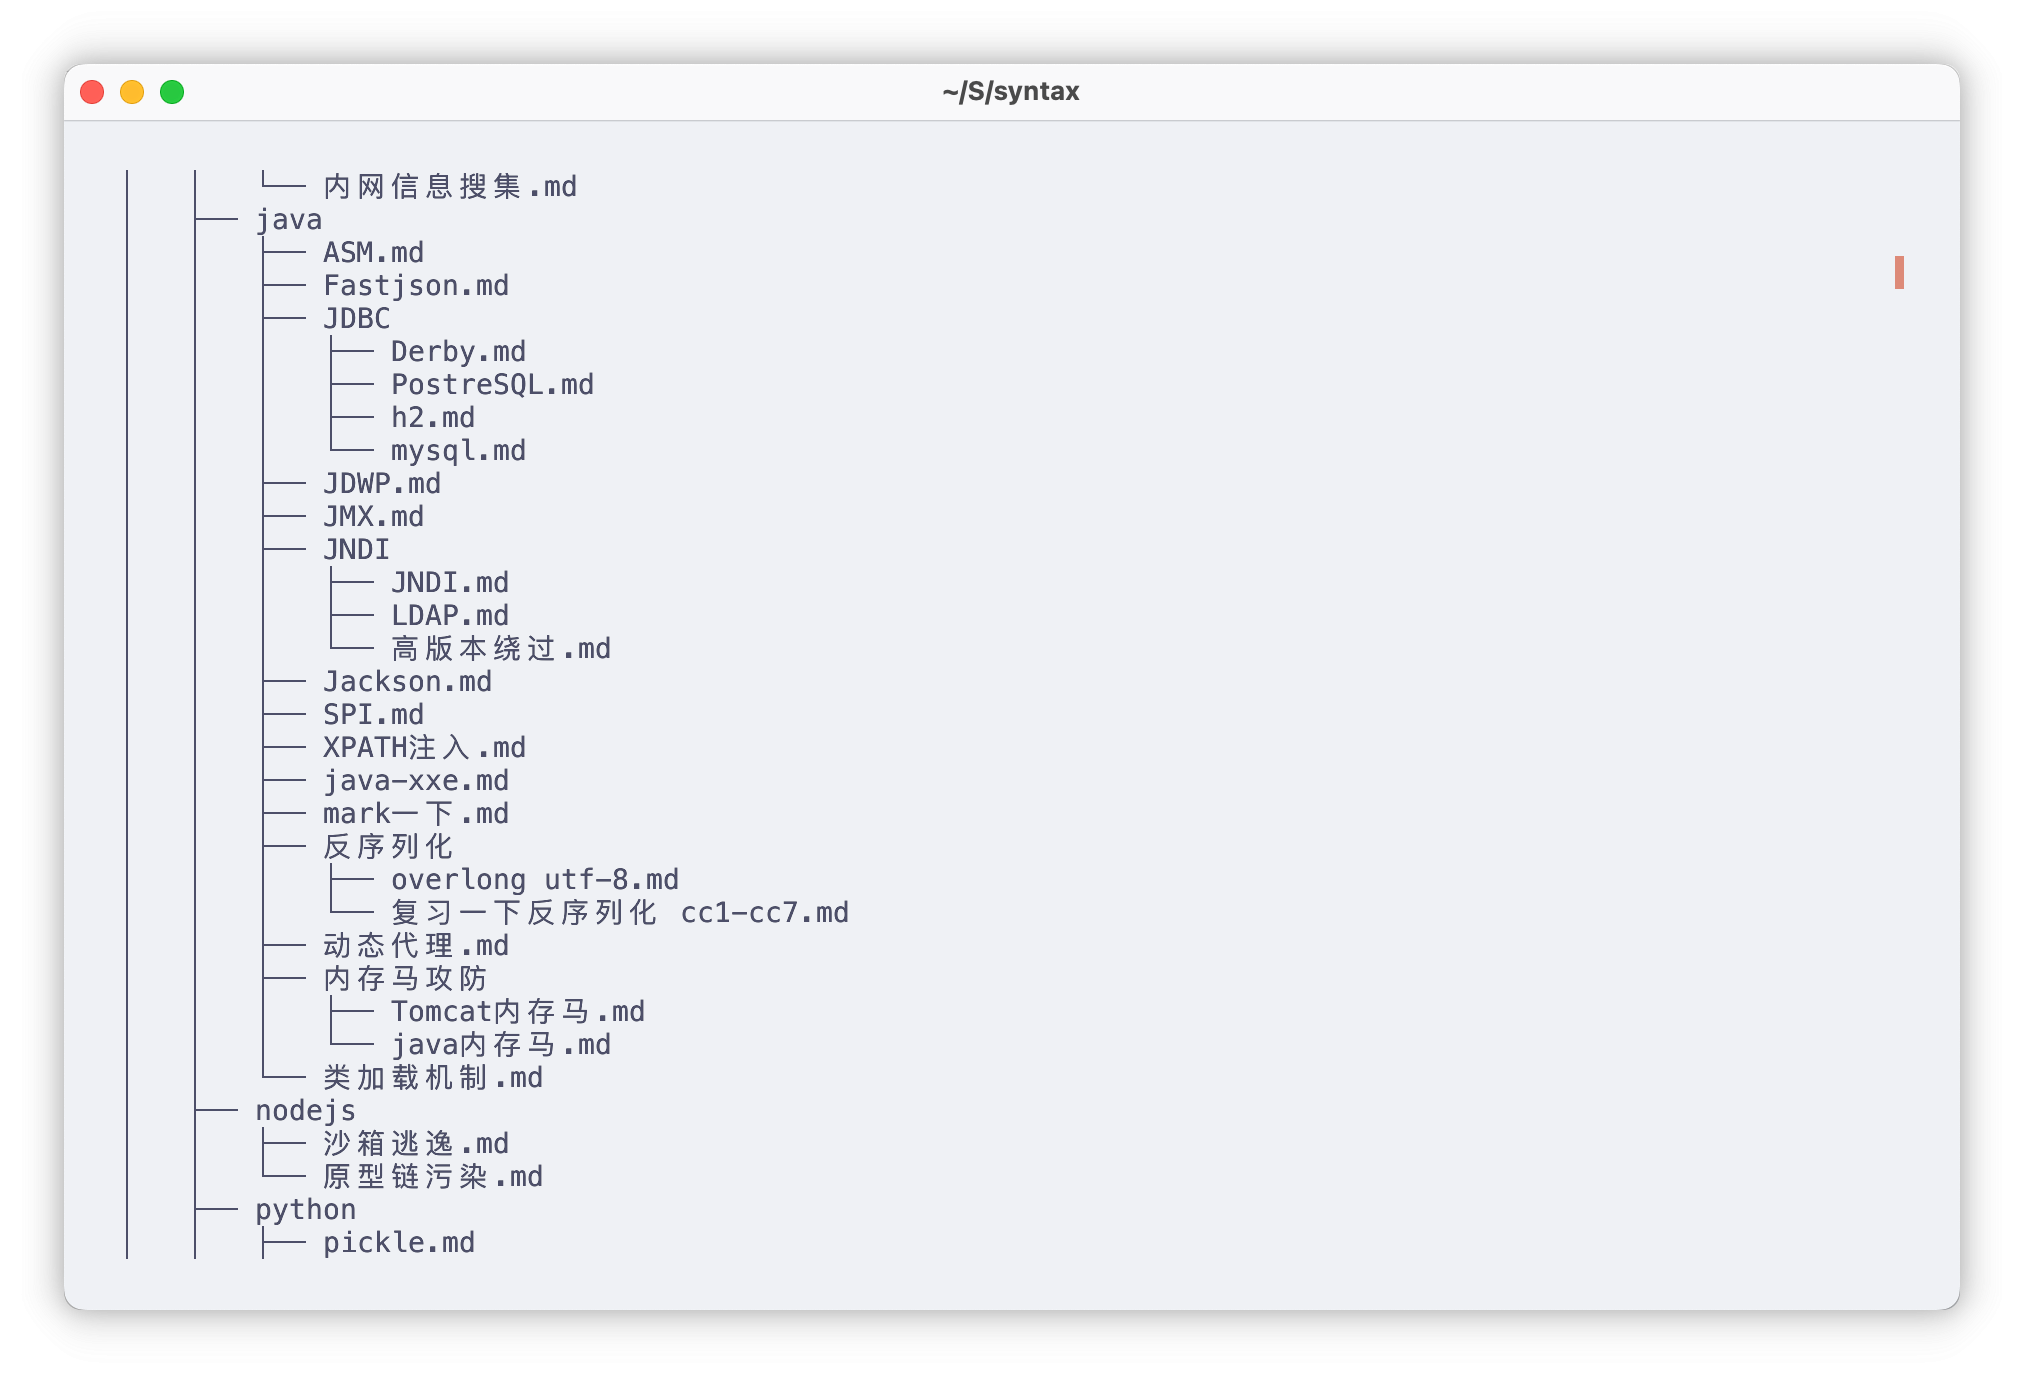 ~/S/syntax
│   │   └── 内网信息搜集.md
│   ├── java
│   │   ├── ASM.md
│   │   ├── Fastjson.md
│   │   ├── JDBC
│   │   │   ├── Derby.md
│   │   │   ├── PostreSQL.md
│   │   │   ├── h2.md
│   │   │   └── mysql.md
│   │   ├── JDWP.md
│   │   ├── JMX.md
│   │   ├── JNDI
│   │   │   ├── JNDI.md
│   │   │   ├── LDAP.md
│   │   │   └── 高版本绕过.md
│   │   ├── Jackson.md
│   │   ├── SPI.md
│   │   ├── XPATH注入.md
│   │   ├── java-xxe.md
│   │   ├── mark一下.md
│   │   ├── 反序列化
│   │   │   ├── overlong utf-8.md
│   │   │   └── 复习一下反序列化 cc1-cc7.md
│   │   ├── 动态代理.md
│   │   ├── 内存马攻防
│   │   │   ├── Tomcat内存马.md
│   │   │   └── java内存马.md
│   │   └── 类加载机制.md
│   ├── nodejs
│   │   ├── 沙箱逃逸.md
│   │   └── 原型链污染.md
│   ├── python
│   │   ├── pickle.md